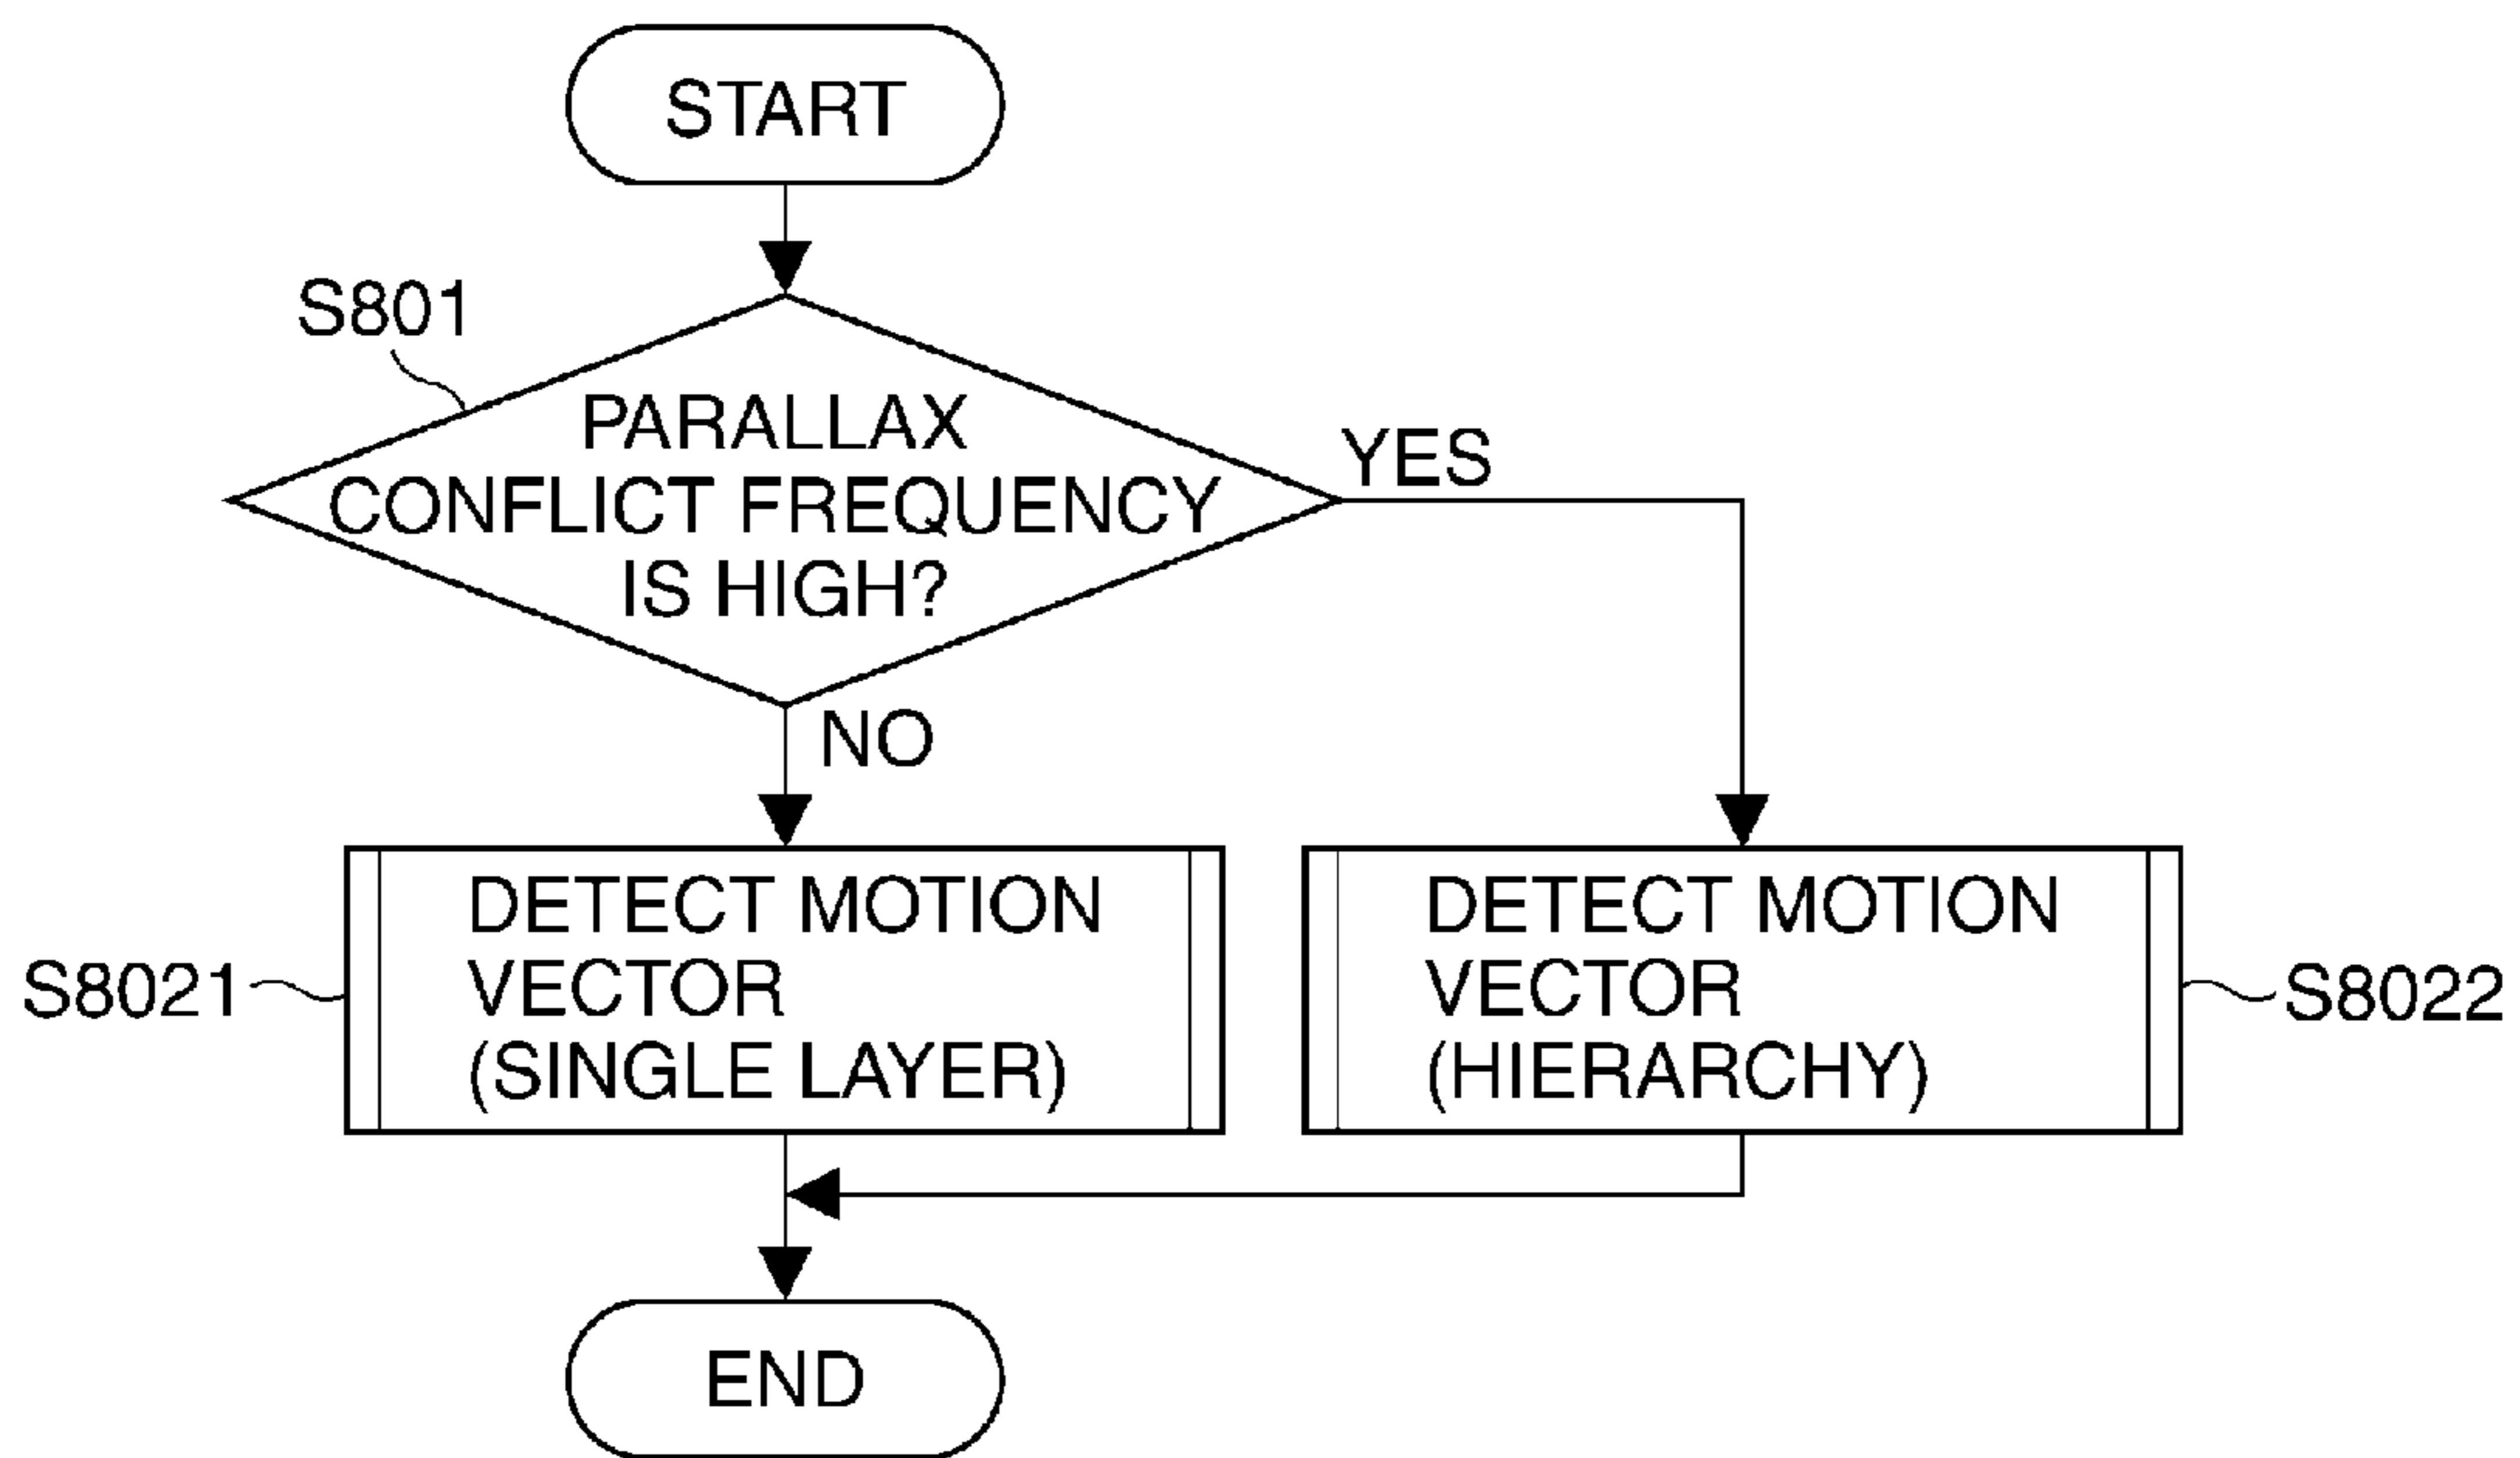 START
S801
PARALLAX
CONFLICT FREQUENCY
IS HIGH?
YES
NO
DETECT MOTION
VECTOR
(SINGLE LAYER)
S8021
DETECT MOTION
VECTOR
(HIERARCHY)
S8022
END